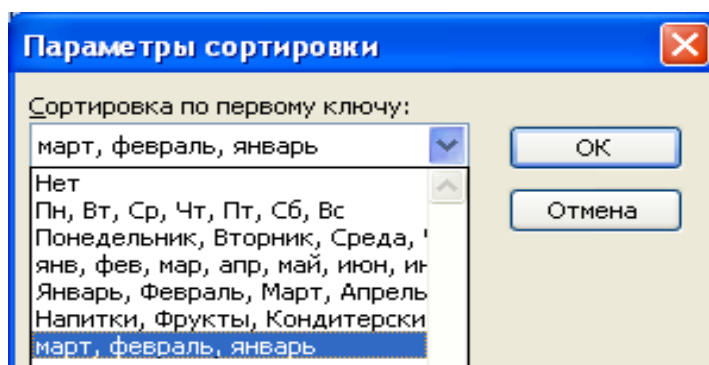 Параметры сортировки
Сортировка по первому ключу:
март, февраль, январь
ОК
Нет
Пн, Вт, Ср, Чт, Пт, Сб, Вс
Отмена
Понедельник, Вторник, Среда,
янв, фев, мар, апр, май, июн,
Январь, Февраль, Март, Апрель
Напитки, Фрукты, Кондитерски
март, февраль, январь